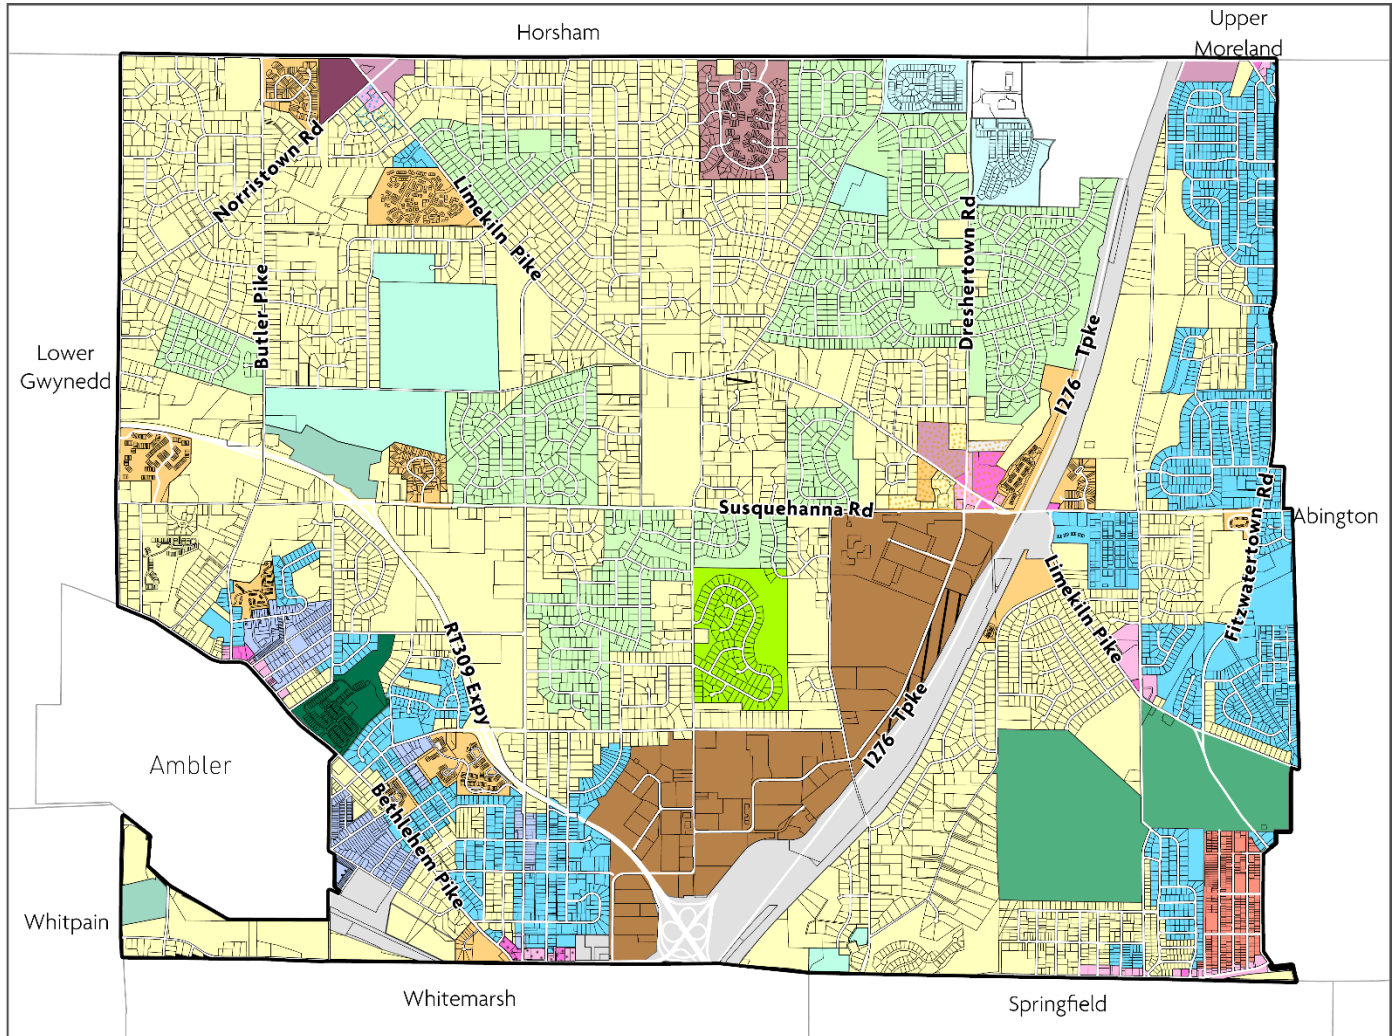 Horsham
Upper
Moreland
Norristown Rd
Limekiln Pike
Butler Pike
Dreshertown Rd
I276 Tpke
Lower
Gwynedd
Susquehanna Rd
Fitzwatertown Rd
Abington
Limekiln Pike
RT309 Expy
I276 Tpke
Ambler
Bethlehem Pike
Whitpain
Whitemarsh
Springfield